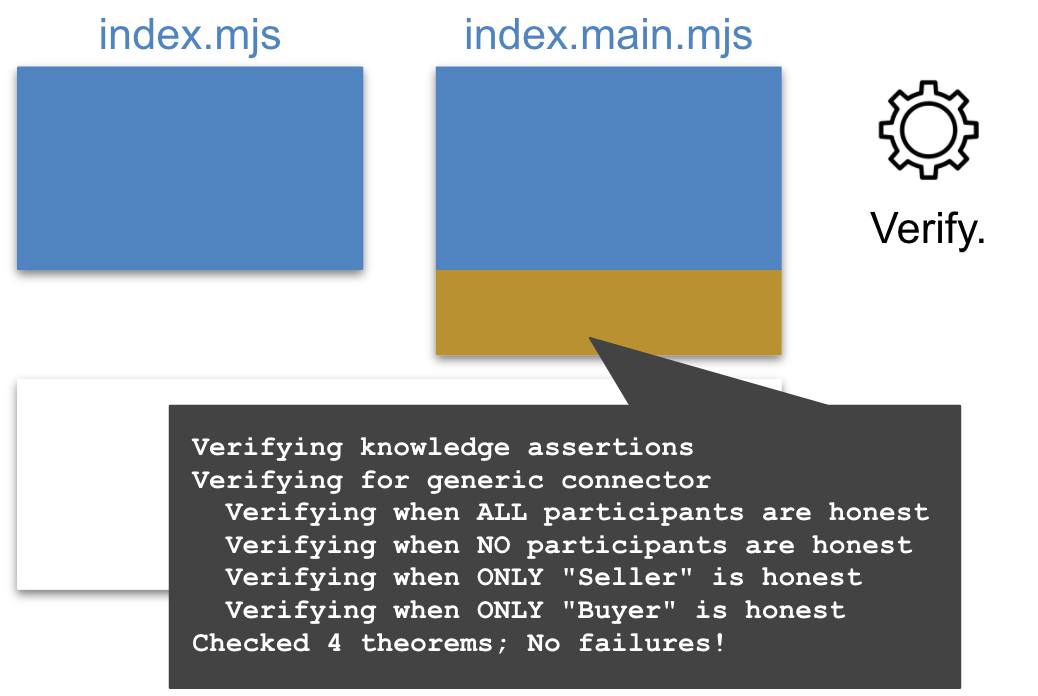 index.mjs
index.main.mjs
Verify.
Verifying knowledge assertions
Verifying for generic connector
Verifying when ALL participants are honest
Verifying when NO participants are honest
Verifying when ONLY "Seller" is honest
Verifying when ONLY "Buyer" is honest
Checked 4 theorems; No failures!